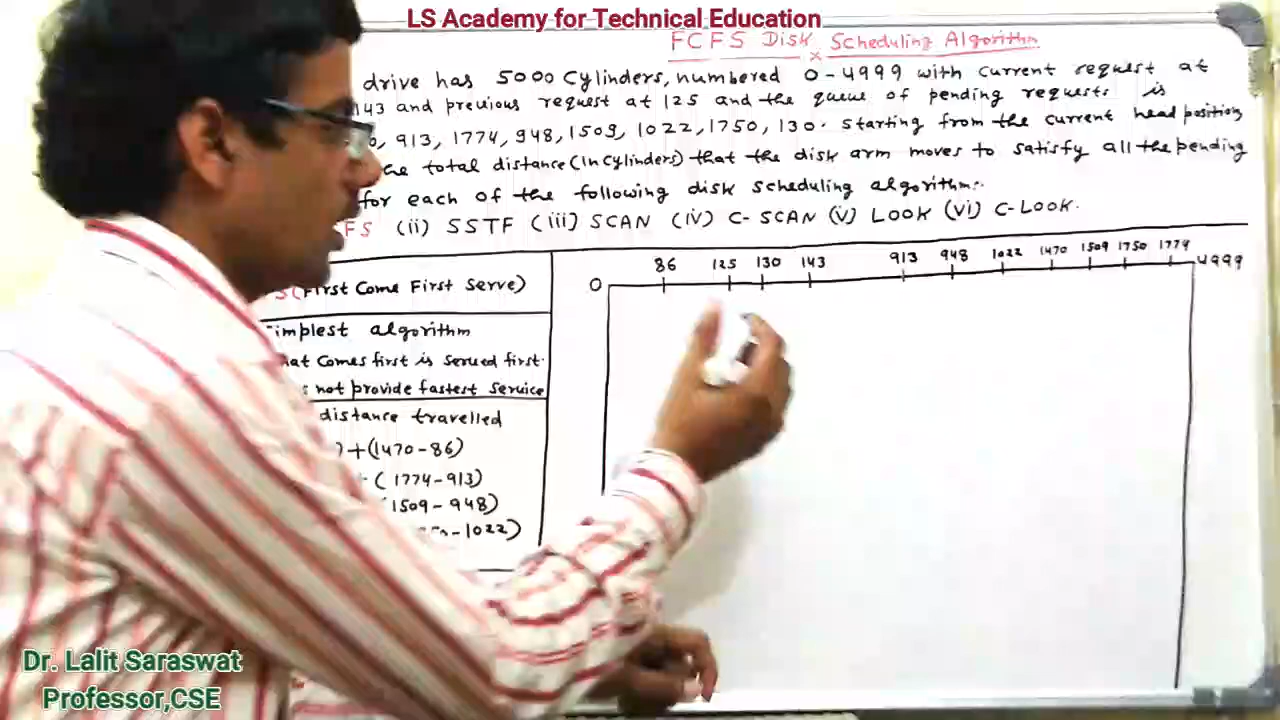 LS Academy for Technical Education
FCFS Disk Scheduling Algorithm
drive has 5000 Cylinders, numbered 0-4999 with current request at
143 and previous request at 125 and the queue of pending requests is
913, 1774, 948, 1509, 1022, 1750, 130. Starting from the current head position
total distance (In Cylinders) that the disk arm moves to satisfy all the pending
for each of the following disk scheduling algorithm:-
FS (ii) SSTF (iii) SCAN (iv) C-SCAN (v) LOOK (vi) C-LOOK.
86 125 130 143 913 948 1022 1470 1509 1750 1774
0 4999
S (First Come First Serve)
implest algorithm
hat comes first is served first.
not provide fastest service
distance travelled
) + (1470-86)
+ (1774-913)
(1509-948)
-1022)
Dr. Lalit Saraswat
Professor,CSE